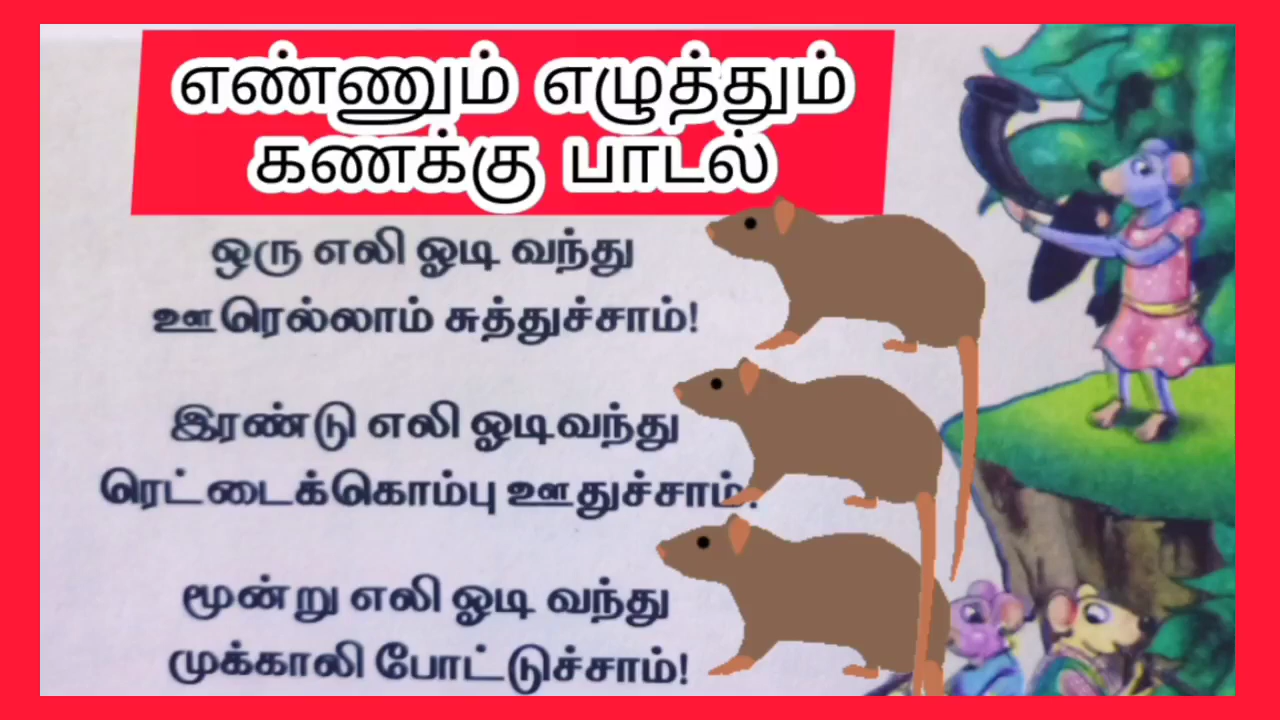 எண்ணும் எழுத்தும்
கணக்கு பாடல்
ஒரு எலி ஓடி வந்து
ஊரெல்லாம் சுத்துச்சாம்!
இரண்டு எலி ஓடிவந்து
ரெட்டைக்கொம்பு ஊதுச்சாம்!
மூன்று எலி ஓடி வந்து
முக்காலி போட்டுச்சாம்!